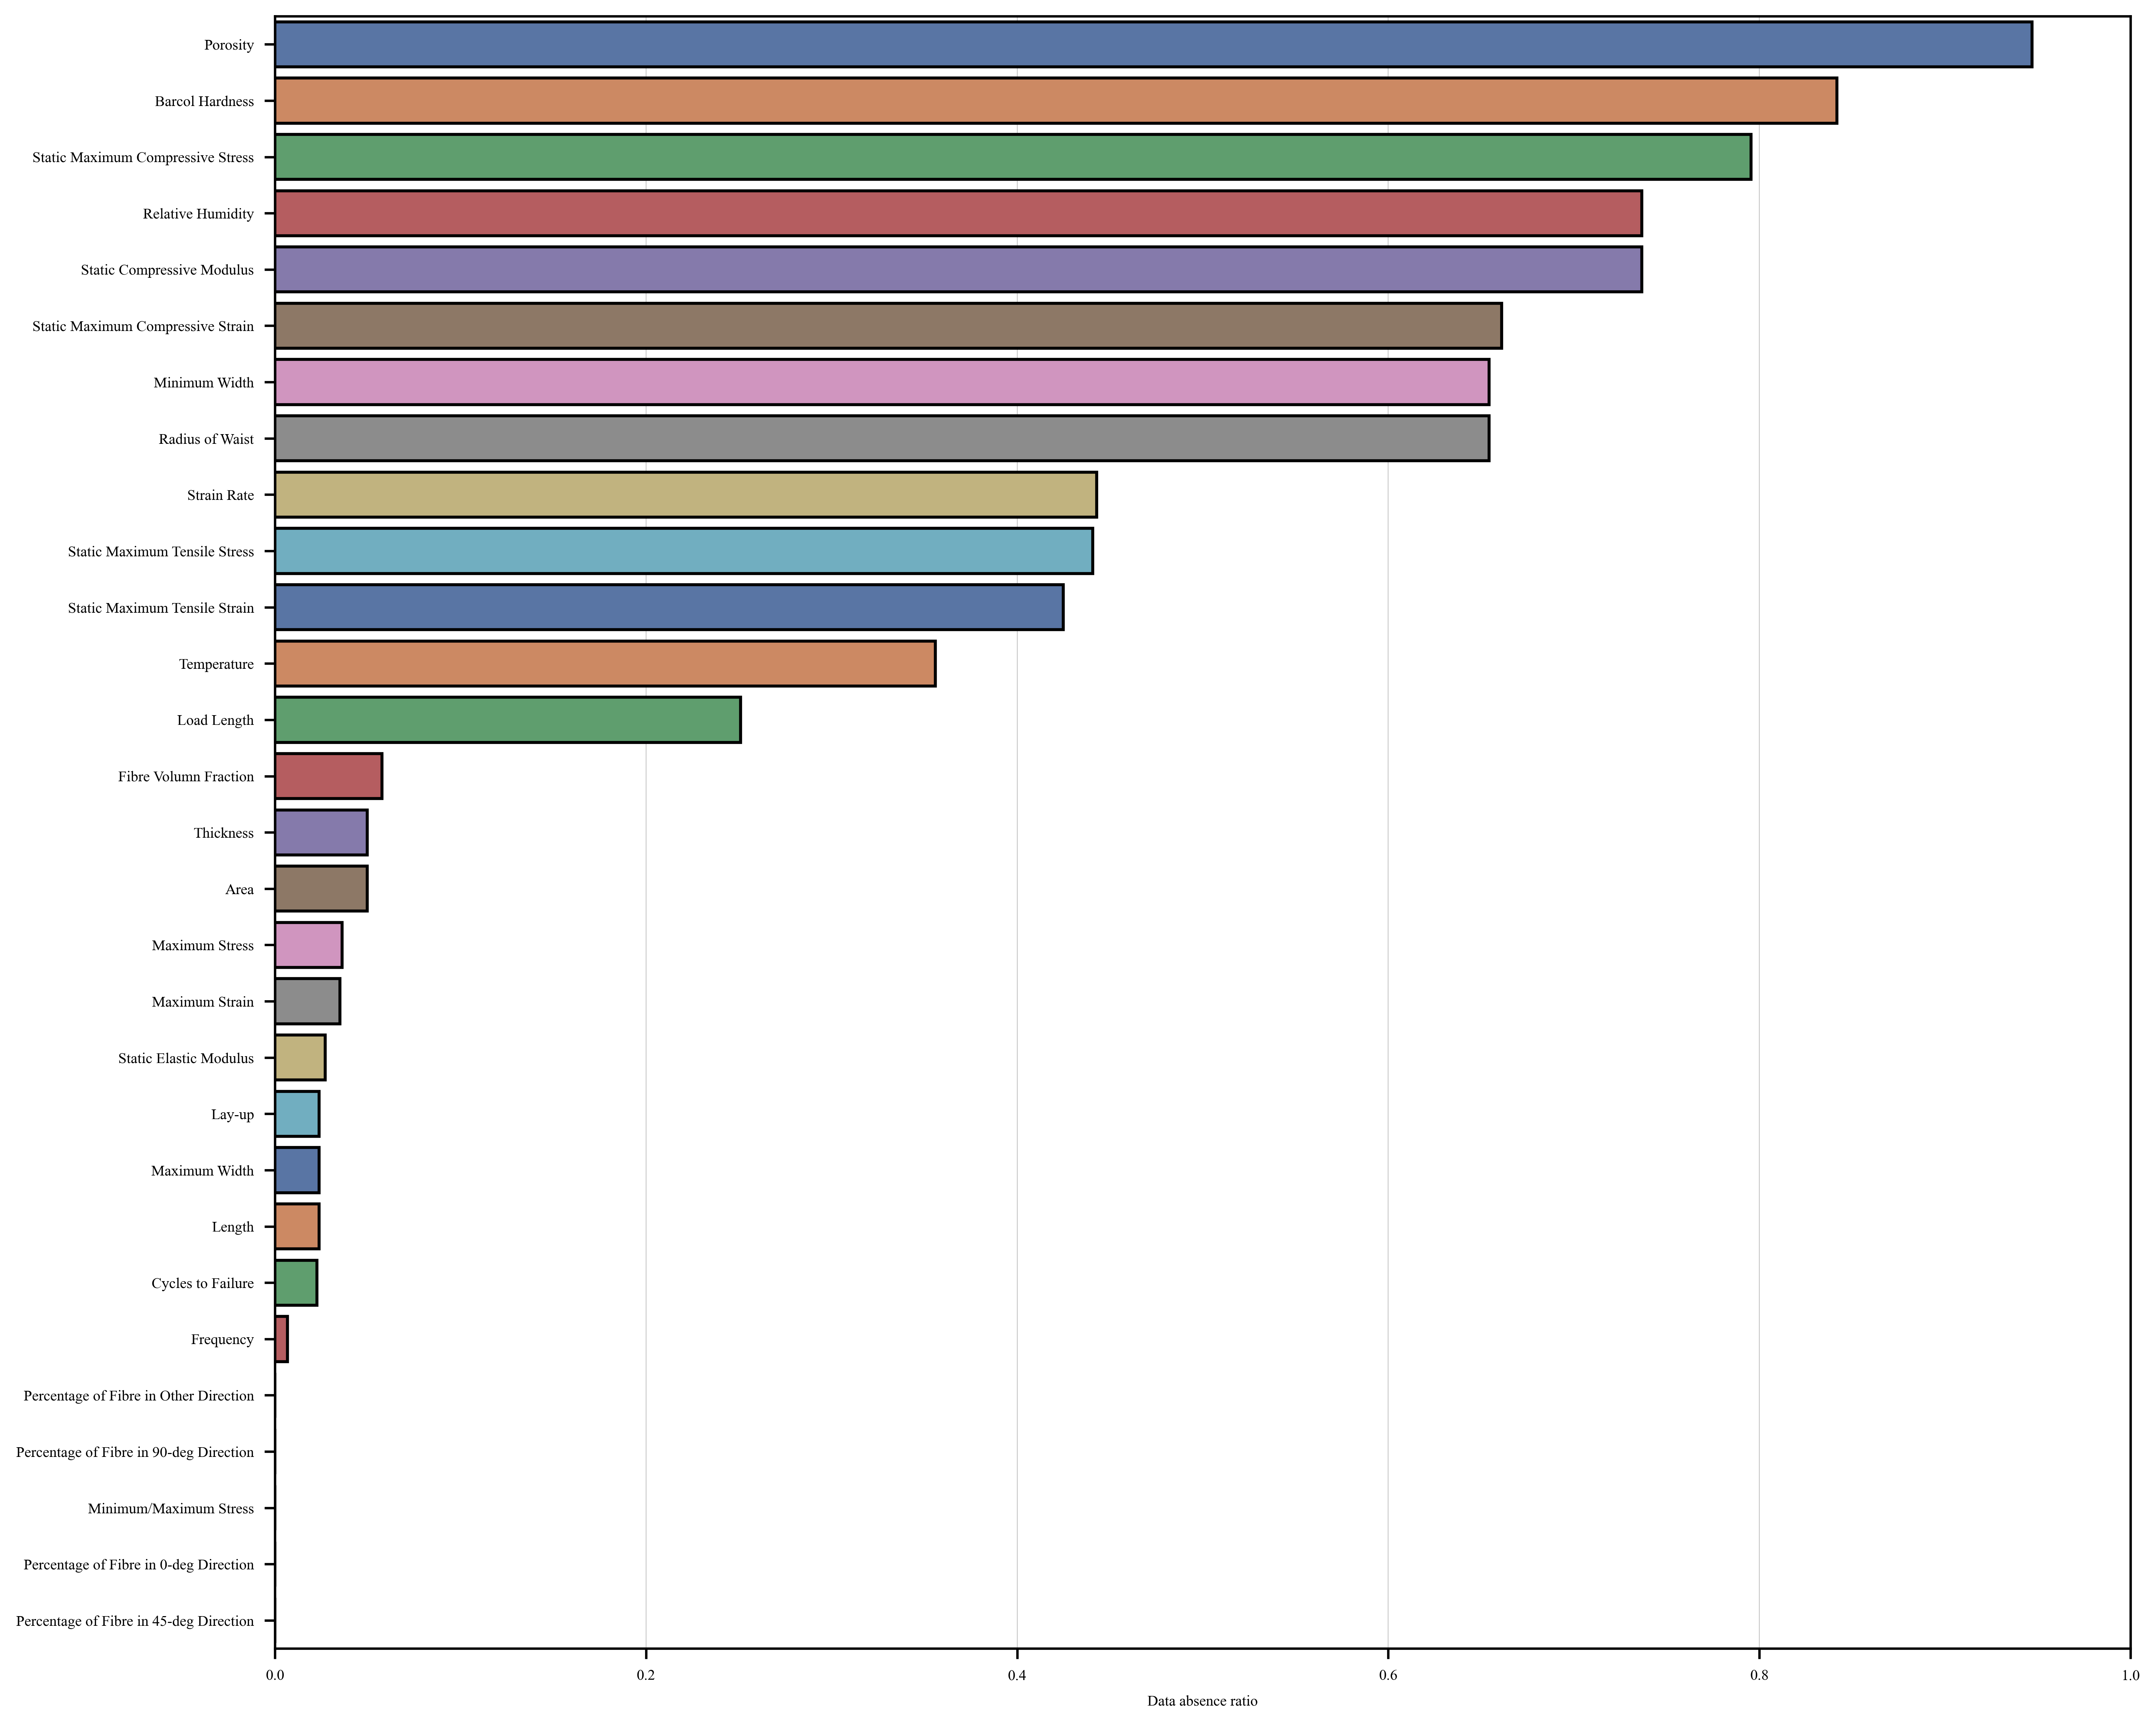 Porosity
Barcol Hardness
Static Maximum Compressive Stress
Relative Humidity
Static Compressive Modulus
Static Maximum Compressive Strain
Minimum Width
Radius of Waist
Strain Rate
Static Maximum Tensile Stress
Static Maximum Tensile Strain
Temperature
Load Length
Fibre Volumn Fraction
Thickness
Area
Maximum Stress
Maximum Strain
Static Elastic Modulus
Lay-up
Maximum Width
Length
Cycles to Failure
Frequency
Percentage of Fibre in Other Direction
Percentage of Fibre in 90-deg Direction
Minimum/Maximum Stress
Percentage of Fibre in 0-deg Direction
Percentage of Fibre in 45-deg Direction
0.0 0.2 0.4 0.6 0.8 1.0
Data absence ratio